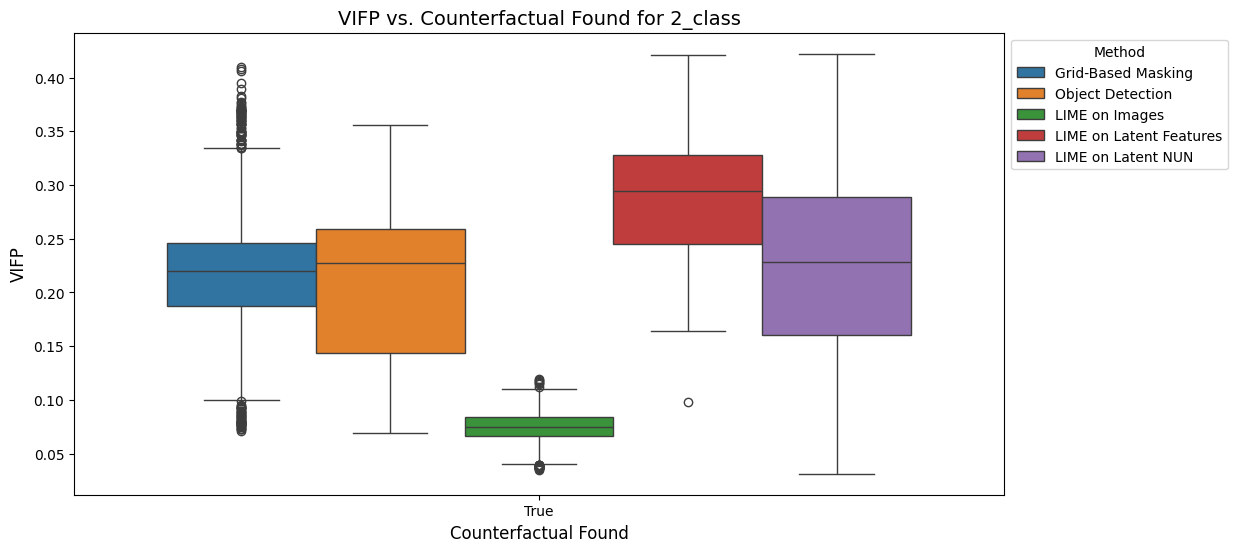 VIFP vs. Counterfactual Found for 2_class
Method
Grid-Based Masking
Object Detection
LIME on Images
LIME on Latent Features
LIME on Latent NUN
VIFP
0.40
0.35
0.30
0.25
0.20
0.15
0.10
0.05
True
Counterfactual Found